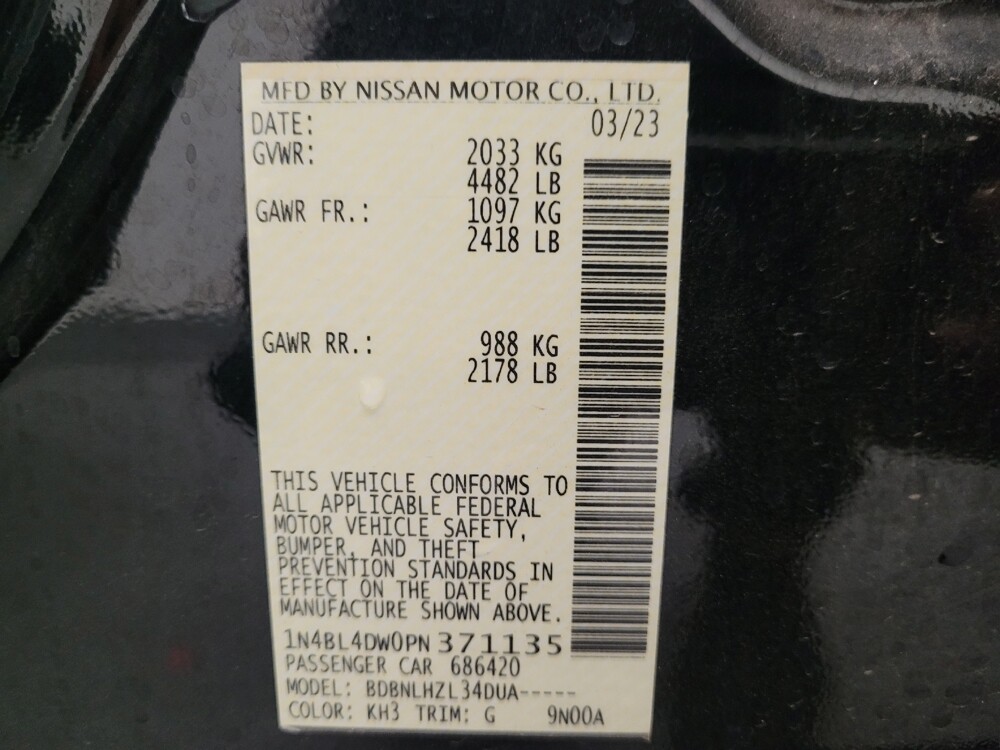 MFD BY NISSAN MOTOR CO., LTD.
DATE: 03/23
GVWR: 2033 KG
4482 LB
GAWR FR.: 1097 KG
2418 LB
GAWR RR.: 988 KG
2178 LB
THIS VEHICLE CONFORMS TO
ALL APPLICABLE FEDERAL
MOTOR VEHICLE SAFETY,
BUMPER, AND THEFT
PREVENTION STANDARDS IN
EFFECT ON THE DATE OF
MANUFACTURE SHOWN ABOVE.
1N4BL4DW0PN371135
PASSENGER CAR 686420
MODEL: BDBNLHZL34DUA-----
COLOR: KH3 TRIM: G 9N00A